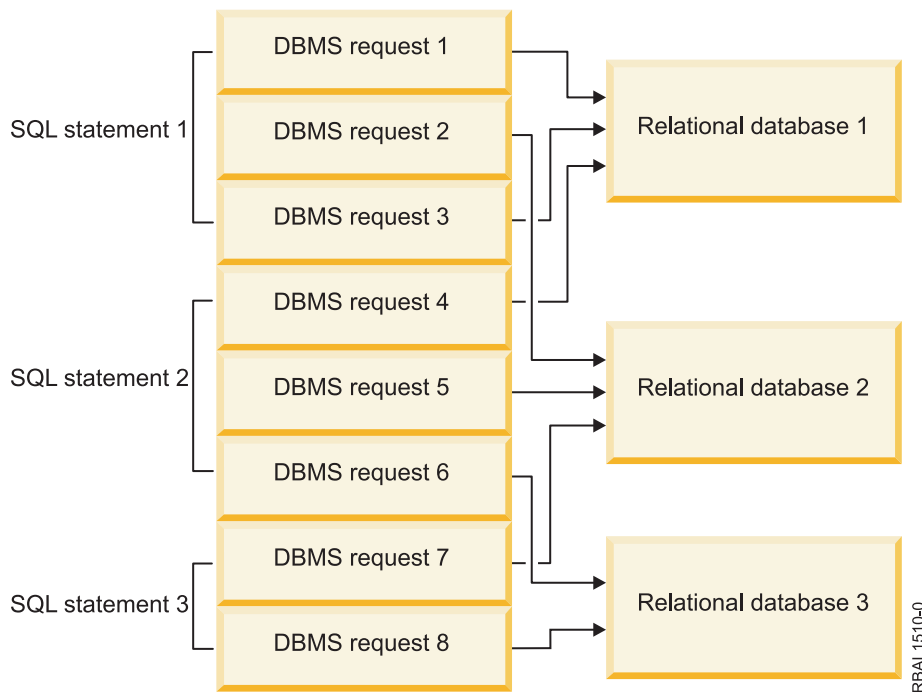 SQL statement 1
DBMS request 1
DBMS request 2
DBMS request 3
SQL statement 2
DBMS request 4
DBMS request 5
DBMS request 6
SQL statement 3
DBMS request 7
DBMS request 8
Relational database 1
Relational database 2
Relational database 3
RBAL1510-0